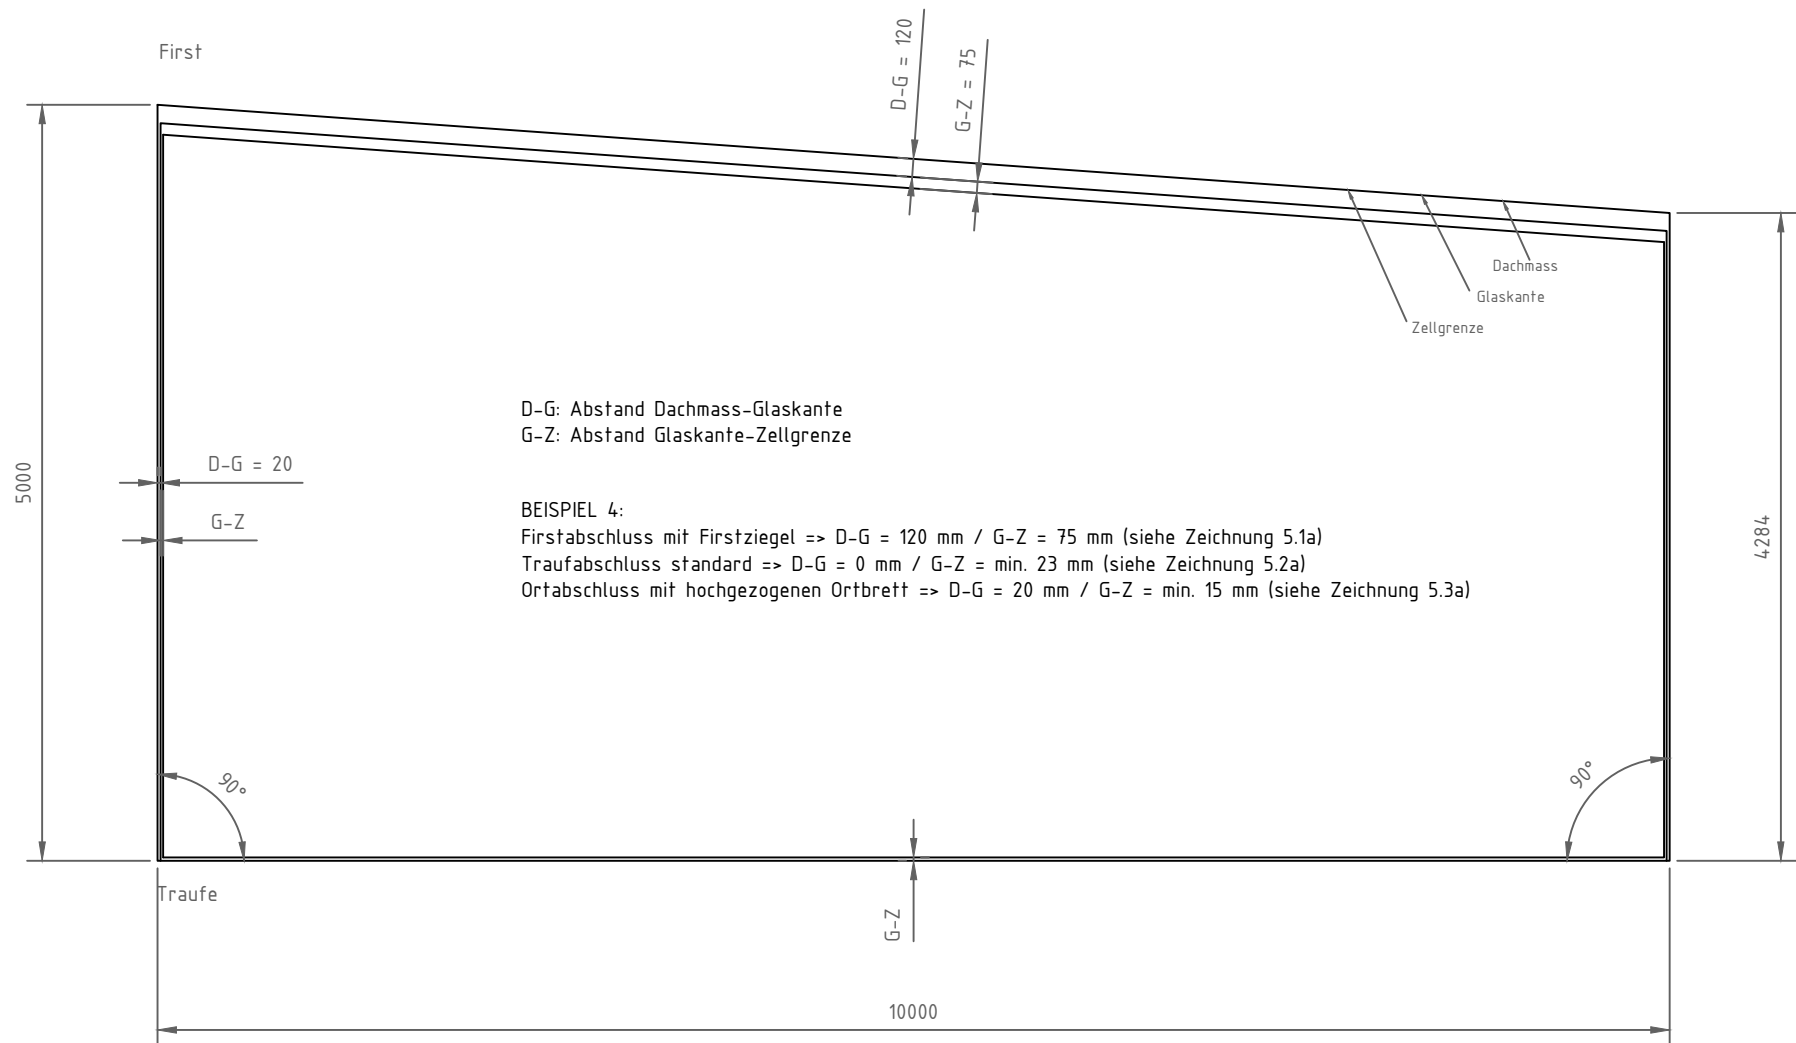 First
D-G = 120
G-Z = 75
Dachmass
Glaskante
Zellgrenze
D-G: Abstand Dachmass-Glaskante
G-Z: Abstand Glaskante-Zellgrenze
5000
D-G = 20
G-Z
BEISPIEL 4:
Firstabschluss mit Firstziegel => D-G = 120 mm / G-Z = 75 mm (siehe Zeichnung 5.1a)
Traufabschluss standard => D-G = 0 mm / G-Z = min. 23 mm (siehe Zeichnung 5.2a)
Ortabschluss mit hochgezogenen Ortbrett => D-G = 20 mm / G-Z = min. 15 mm (siehe Zeichnung 5.3a)
4284
90°
90°
Traufe
G-Z
10000